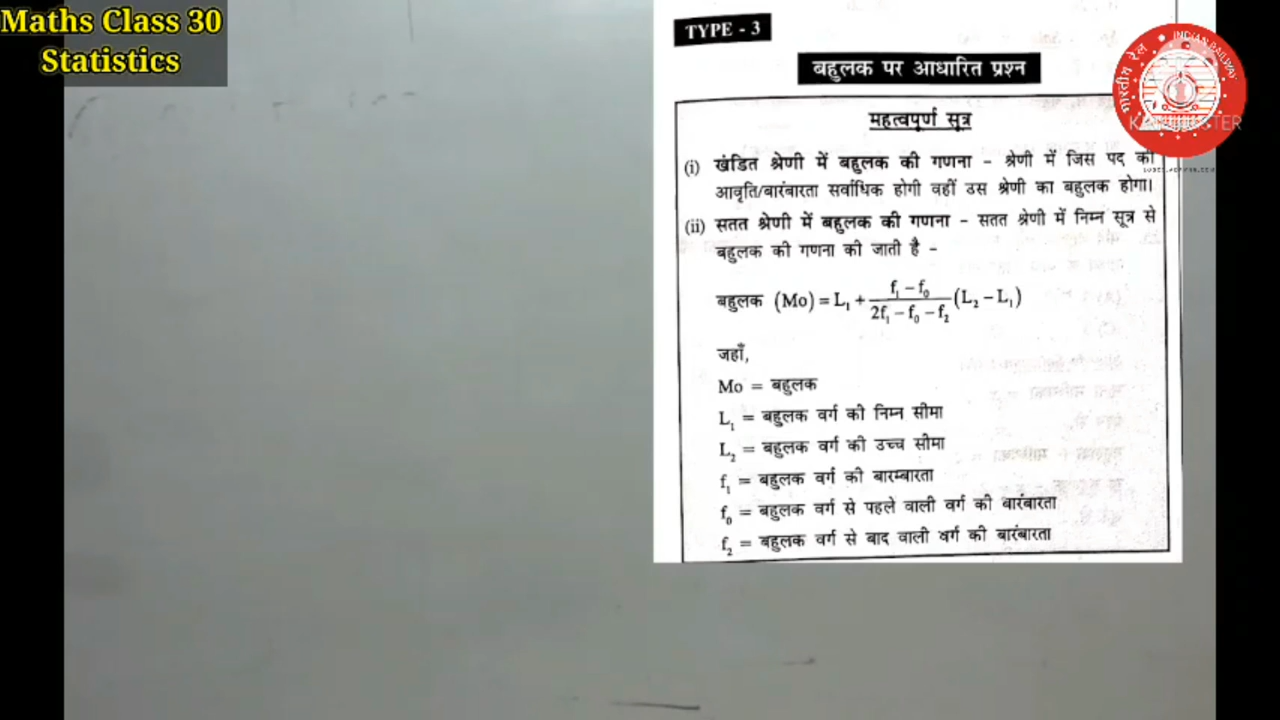 Maths Class 30
Statistics
TYPE - 3
बहुलक पर आधारित प्रश्न
महत्वपूर्ण सूत्र
(i) खंडित श्रेणी में बहुलक की गणना - श्रेणी में जिस पद की
आवृति/बारंबारता सर्वाधिक होगी वहीं उस श्रेणी का बहुलक होगा।
(ii) सतत श्रेणी में बहुलक की गणना - सतत श्रेणी में निम्न सूत्र से
बहुलक की गणना की जाती है -
बहुलक (Mo) = L₁ + (f₁ - f₀)/(2f₁ - f₀ - f₂) (L₂ - L₁)
जहाँ,
Mo = बहुलक
L₁ = बहुलक वर्ग की निम्न सीमा
L₂ = बहुलक वर्ग की उच्च सीमा
f₁ = बहुलक वर्ग की बारम्बारता
f₀ = बहुलक वर्ग से पहले वाली वर्ग की बारंबारता
f₂ = बहुलक वर्ग से बाद वाली वर्ग की बारंबारता
भारतीय रेल
INDIAN RAILWAY